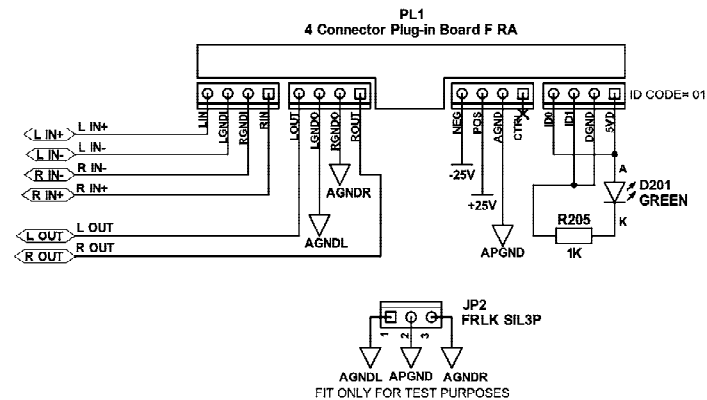 PL1
4 Connector Plug-in Board F RA
LIN LGNDI RGNDI RIN LOUT LGNDO RGNDO ROUT NEG POS AGND CTRL ID0 ID1 DGND 5VD
ID CODE= 01
L IN+ L IN+
L IN- L IN-
R IN- R IN-
R IN+ R IN+
L OUT L OUT
R OUT R OUT
AGNDR
AGNDL
-25V
+25V
APGND
A
D201
GREEN
K
R205
1K
JP2
FRLK SIL3P
1 2 3
AGNDL APGND AGNDR
FIT ONLY FOR TEST PURPOSES